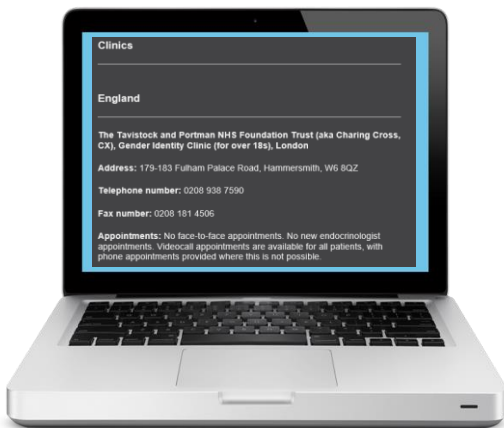 Clinics
England
The Tavistock and Portman NHS Foundation Trust (aka Charing Cross,
CX), Gender Identity Clinic (for over 18s), London
Address: 179-183 Fulham Palace Road, Hammersmith, W6 8QZ
Telephone number: 0208 938 7590
Fax number: 0208 181 4506
Appointments: No face-to-face appointments. No new endocrinologist
appointments. Videocall appointments are available for all patients, with
phone appointments provided where this is not possible.